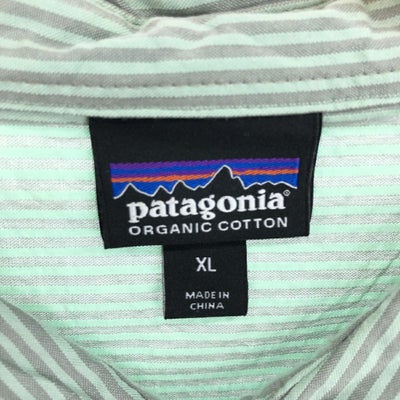 patagonia®
ORGANIC COTTON
XL
MADE IN
CHINA